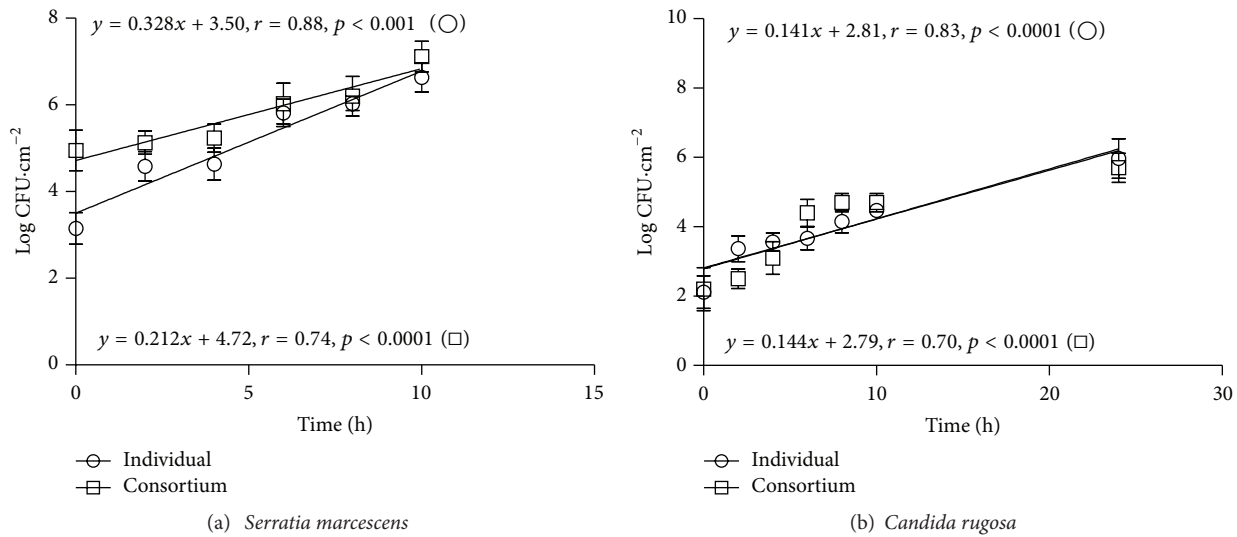 y = 0.328x + 3.50, r = 0.88, p < 0.001 (○)
8
6
4
2
0
Log CFU·cm⁻²
y = 0.212x + 4.72, r = 0.74, p < 0.0001 (□)
0 5 10 15
Time (h)
Individual
Consortium
(a) Serratia marcescens
y = 0.141x + 2.81, r = 0.83, p < 0.0001 (○)
10
8
6
4
2
0
Log CFU·cm⁻²
y = 0.144x + 2.79, r = 0.70, p < 0.0001 (□)
0 10 20 30
Time (h)
Individual
Consortium
(b) Candida rugosa